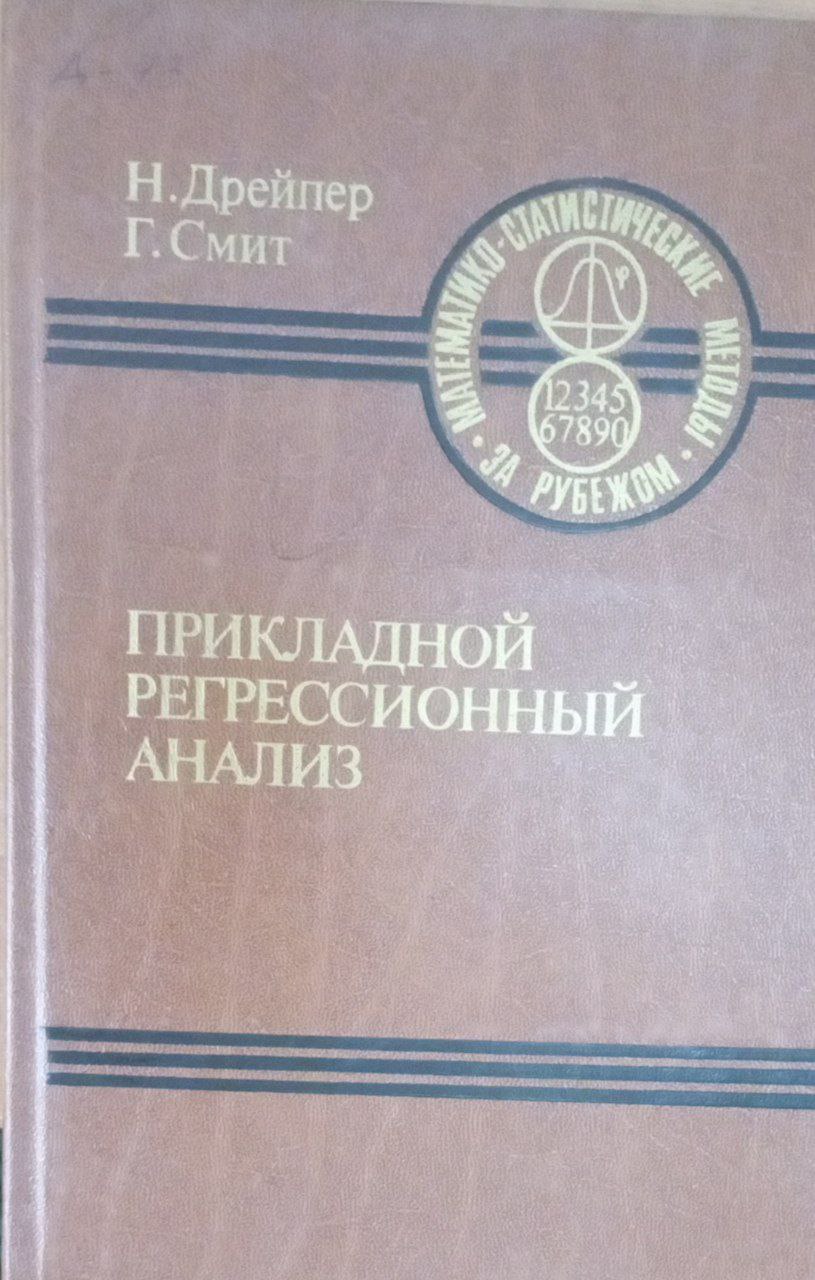 Н. Дрейпер
Г. Смит
МАТЕМАТИКО-СТАТИСТИЧЕСКИЕ МЕТОДЫ
• ЗА РУБЕЖОМ •
φ
12345
67890
ПРИКЛАДНОЙ
РЕГРЕССИОННЫЙ
АНАЛИЗ